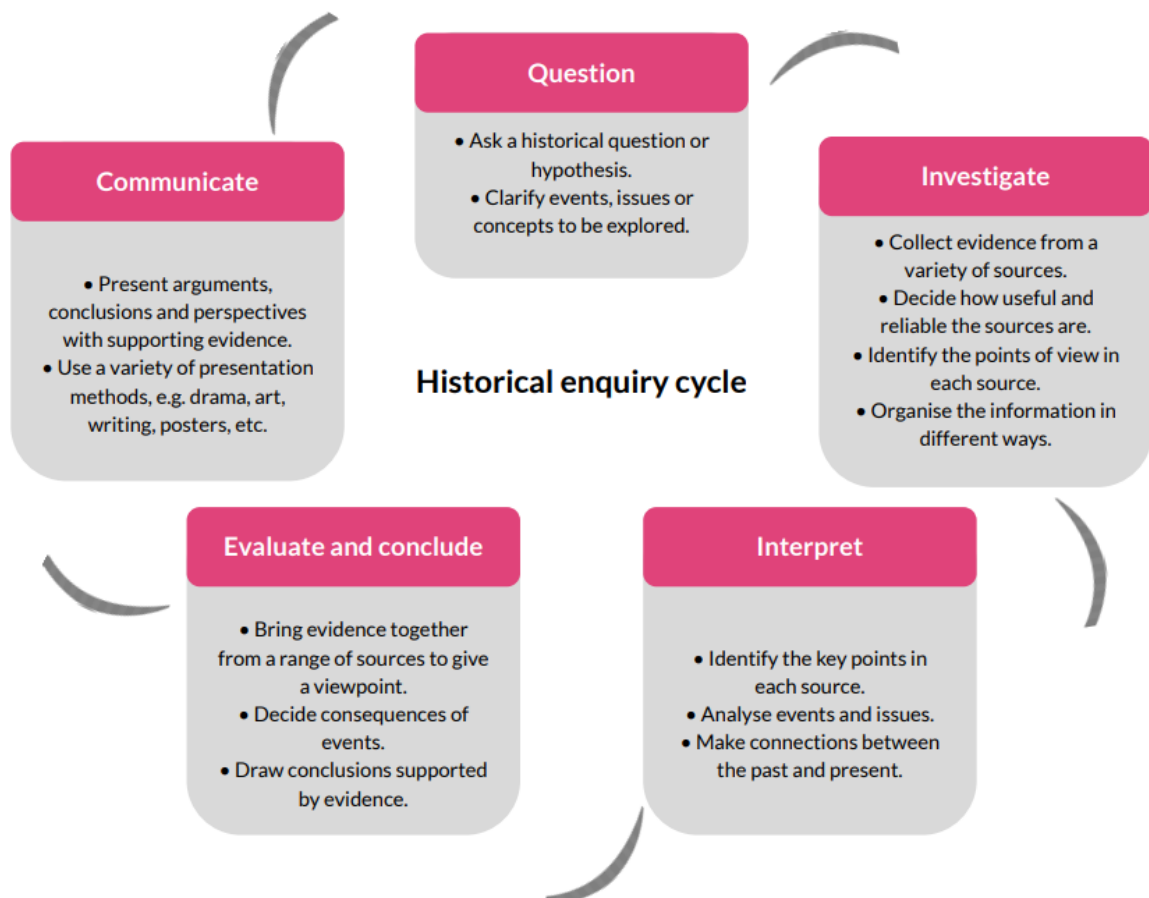 Question
• Ask a historical question or
hypothesis.
• Clarify events, issues or
concepts to be explored.
Investigate
• Collect evidence from a
variety of sources.
• Decide how useful and
reliable the sources are.
• Identify the points of view in
each source.
• Organise the information in
different ways.
Interpret
• Identify the key points in
each source.
• Analyse events and issues.
• Make connections between
the past and present.
Evaluate and conclude
• Bring evidence together
from a range of sources to give
a viewpoint.
• Decide consequences of
events.
• Draw conclusions supported
by evidence.
Communicate
• Present arguments,
conclusions and perspectives
with supporting evidence.
• Use a variety of presentation
methods, e.g. drama, art,
writing, posters, etc.
Historical enquiry cycle